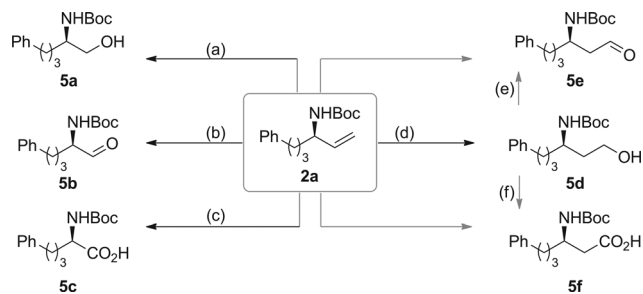 NHBoc
Ph
OH
3
5a
(a)
NHBoc
Ph
O
3
5b
(b)
NHBoc
Ph
CO2H
3
5c
(c)
NHBoc
Ph
3
2a
(d)
NHBoc
Ph
O
3
5e
(e)
NHBoc
Ph
OH
3
5d
(f)
NHBoc
Ph
CO2H
3
5f